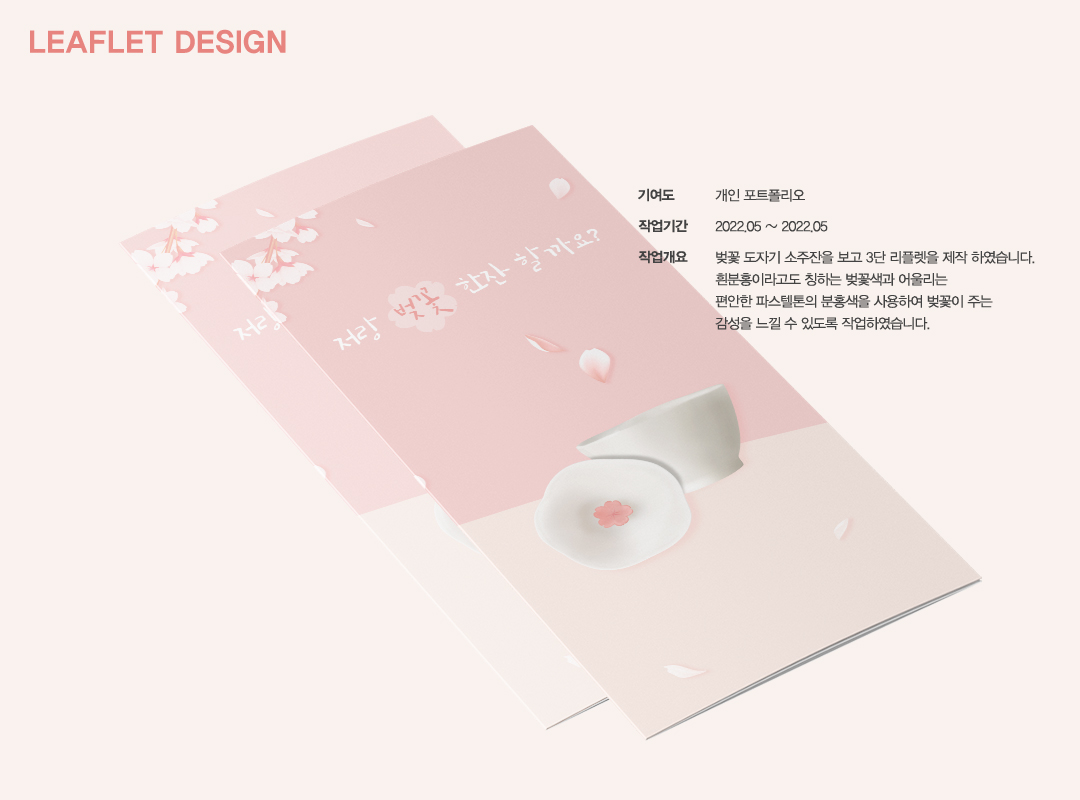 LEAFLET DESIGN
기여도 개인 포트폴리오
작업기간 2022.05 ~ 2022.05
작업개요 벚꽃 도자기 소주잔을 보고 3단 리플렛을 제작 하였습니다.
흰분홍이라고도 칭하는 벚꽃색과 어울리는
편안한 파스텔톤의 분홍색을 사용하여 벚꽃이 주는
감성을 느낄 수 있도록 작업하였습니다.
저랑 벚꽃 한잔 할까요?
저랑